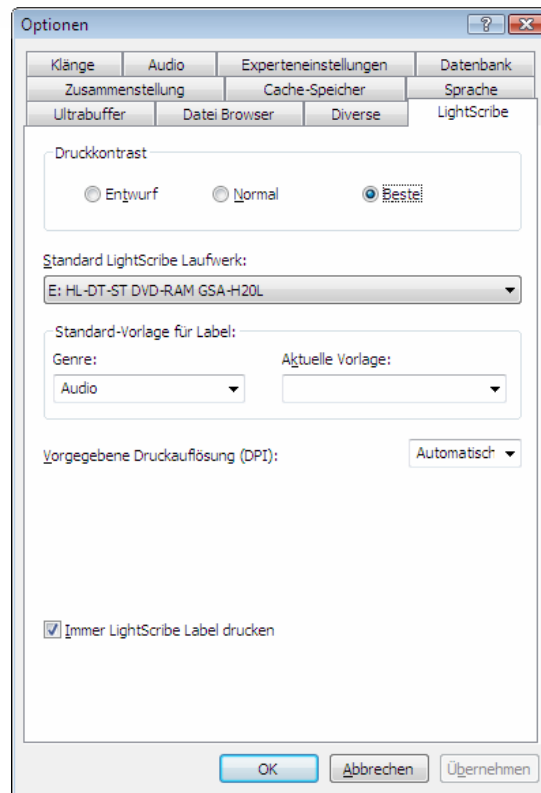 Optionen
Klänge Audio Experteneinstellungen Datenbank
Zusammenstellung Cache-Speicher Sprache
Ultrabuffer Datei Browser Diverse LightScribe
Druckkontrast
Entwurf Normal Beste
Standard LightScribe Laufwerk:
E: HL-DT-ST DVD-RAM GSA-H20L
Standard-Vorlage für Label:
Genre: Aktuelle Vorlage:
Audio
Vorgegebene Druckauflösung (DPI): Automatisch
Immer LightScribe Label drucken
OK Abbrechen Übernehmen